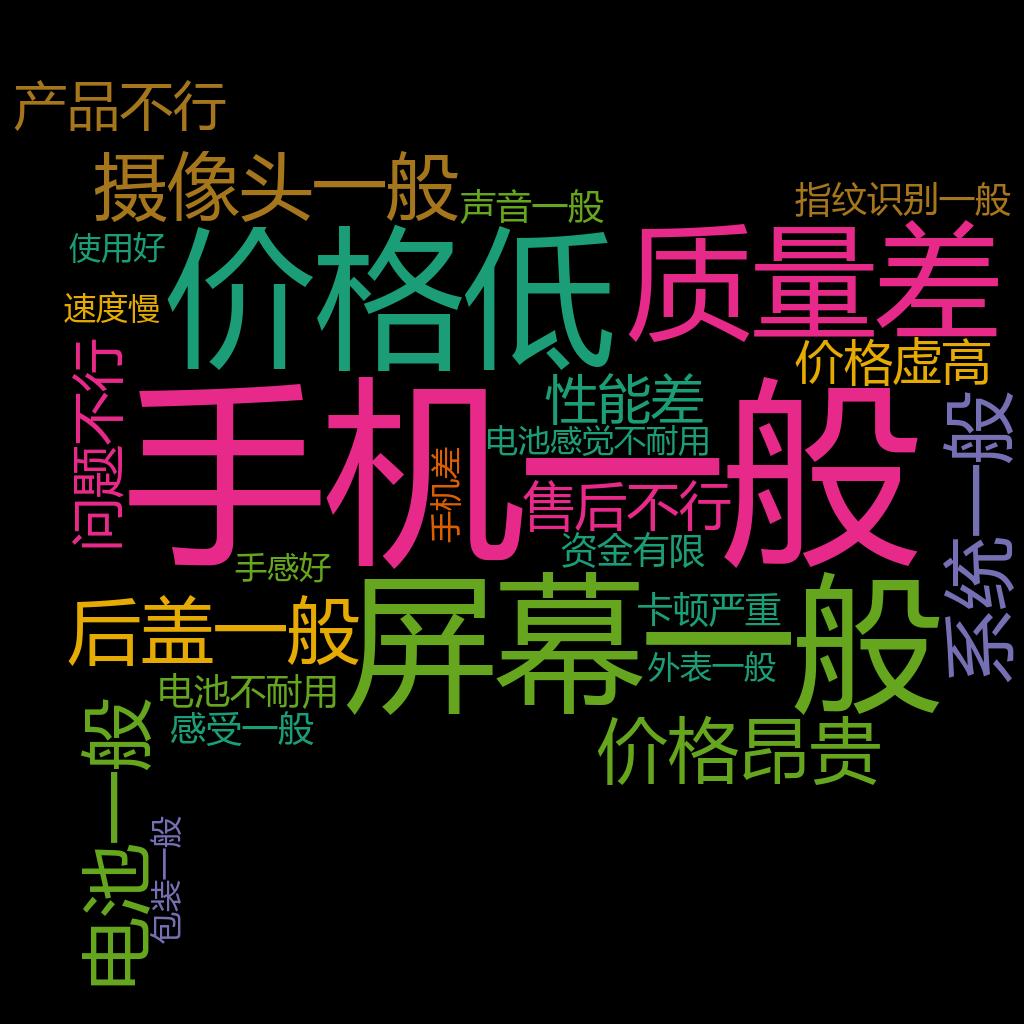 产品不行
摄像头一般
声音一般
指纹识别一般
使用好
价格低
质量差
速度慢
价格虚高
问题不行
性能差
手机一般
电池感觉不耐用
系统一般
手机差
售后不行
资金有限
手感好
屏幕一般
卡顿严重
后盖一般
外表一般
电池不耐用
感受一般
电池一般
价格昂贵
包装一般